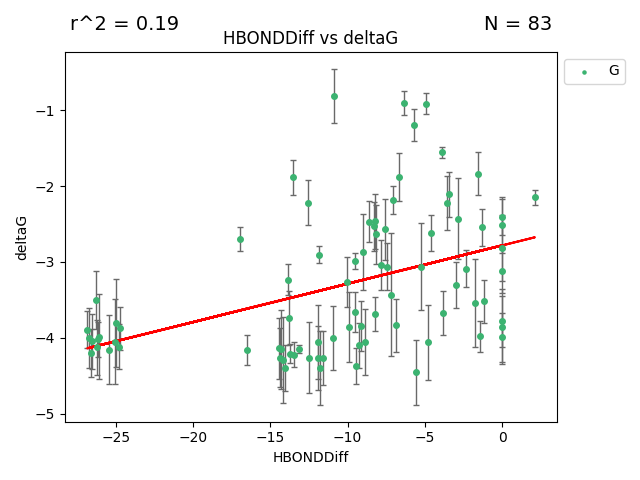 r^2 = 0.19
N = 83
HBONDDiff vs deltaG
G
−1
−2
−3
−4
−5
deltaG
−25
−20
−15
−10
−5
0
HBONDDiff